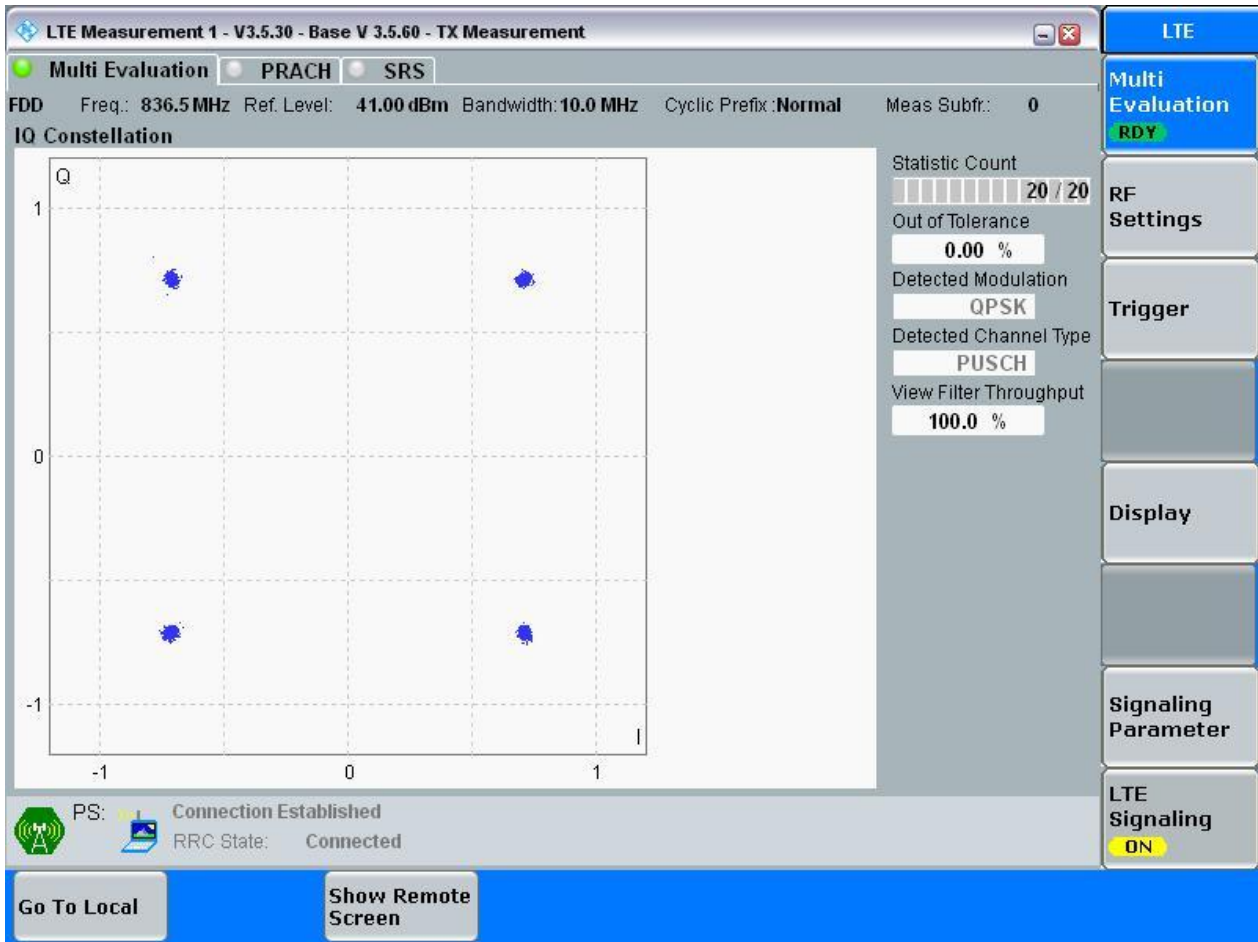 LTE Measurement 1 - V3.5.30 - Base V 3.5.60 - TX Measurement
LTE
Multi Evaluation PRACH SRS
FDD Freq.: 836.5 MHz Ref. Level: 41.00 dBm Bandwidth: 10.0 MHz Cyclic Prefix :Normal Meas Subfr.: 0
IQ Constellation
Q
1
0
-1
I
-1 0 1
Statistic Count
20 / 20
Out of Tolerance
0.00 %
Detected Modulation
QPSK
Detected Channel Type
PUSCH
View Filter Throughput
100.0 %
Multi
Evaluation
RDY
RF
Settings
Trigger
Display
Signaling
Parameter
LTE
Signaling
ON
PS: Connection Established
RRC State: Connected
Go To Local
Show Remote
Screen